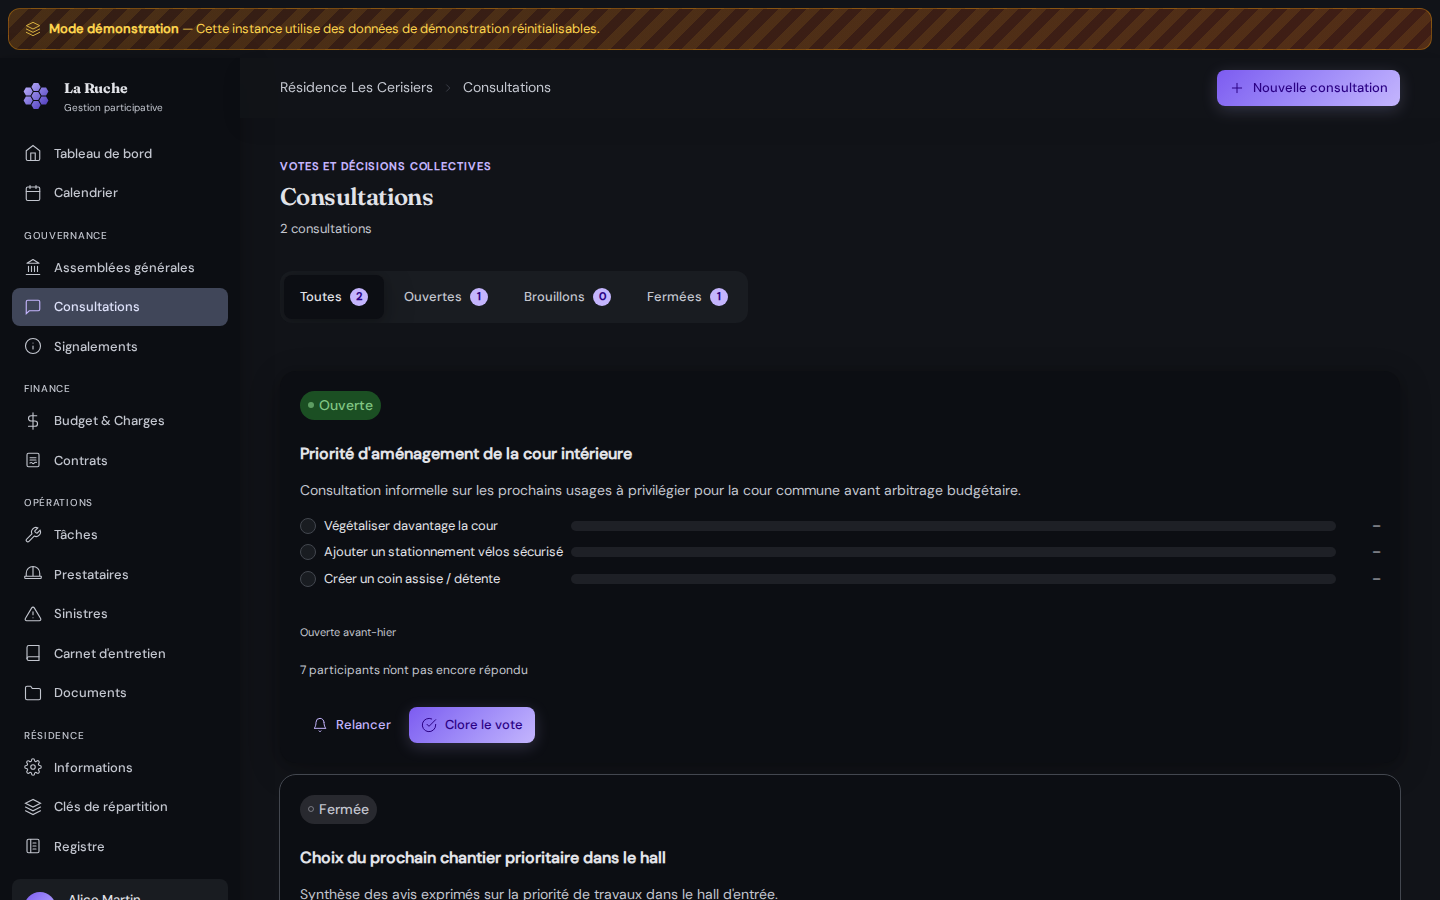 Mode démonstration — Cette instance utilise des données de démonstration réinitialisables.
La Ruche
Gestion participative
Tableau de bord
Calendrier
GOUVERNANCE
Assemblées générales
Consultations
Signalements
FINANCE
Budget & Charges
Contrats
OPÉRATIONS
Tâches
Prestataires
Sinistres
Carnet d'entretien
Documents
RÉSIDENCE
Informations
Clés de répartition
Registre
Alice Martin
Résidence Les Cerisiers › Consultations
Nouvelle consultation
VOTES ET DÉCISIONS COLLECTIVES
Consultations
2 consultations
Toutes 2 Ouvertes 1 Brouillons 0 Fermées 1
Ouverte
Priorité d'aménagement de la cour intérieure
Consultation informelle sur les prochains usages à privilégier pour la cour commune avant arbitrage budgétaire.
Végétaliser davantage la cour –
Ajouter un stationnement vélos sécurisé –
Créer un coin assise / détente –
Ouverte avant-hier
7 participants n'ont pas encore répondu
Relancer Clore le vote
Fermée
Choix du prochain chantier prioritaire dans le hall
Synthèse des avis exprimés sur la priorité de travaux dans le hall d'entrée.